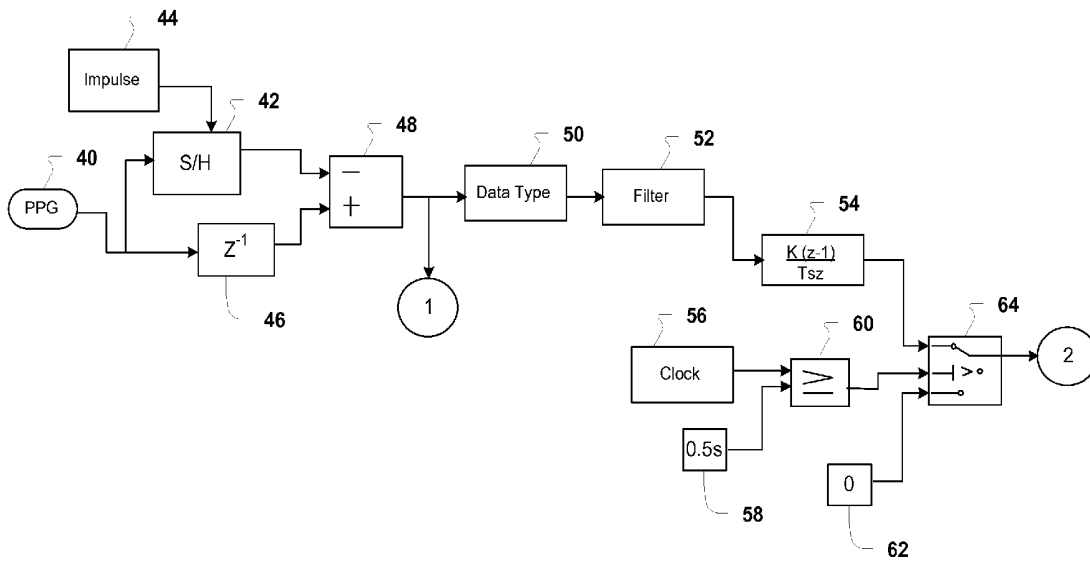 44
Impulse
42
S/H
48
40
PPG
−
+
Z⁻¹
46
50
Data Type
52
Filter
54
K (z-1)
Tsz
1
56
Clock
60
≥
64
>
2
0.5s
58
0
62